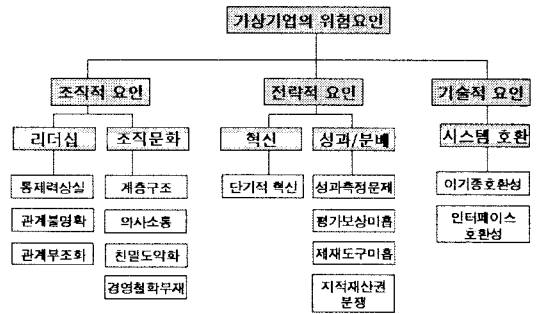 가상기업의 위험요인
조직적 요인
전략적 요인
기술적 요인
리더십
조직문화
혁신
성과/분배
시스템 호환
통제력상실
계층구조
단기적 혁신
성과측정문제
이기종호환성
관계불명확
의사소통
평가보상미흡
인터페이스
호환성
관계부조화
친밀도약화
제재도구미흡
경영철학부재
지적재산권
분쟁